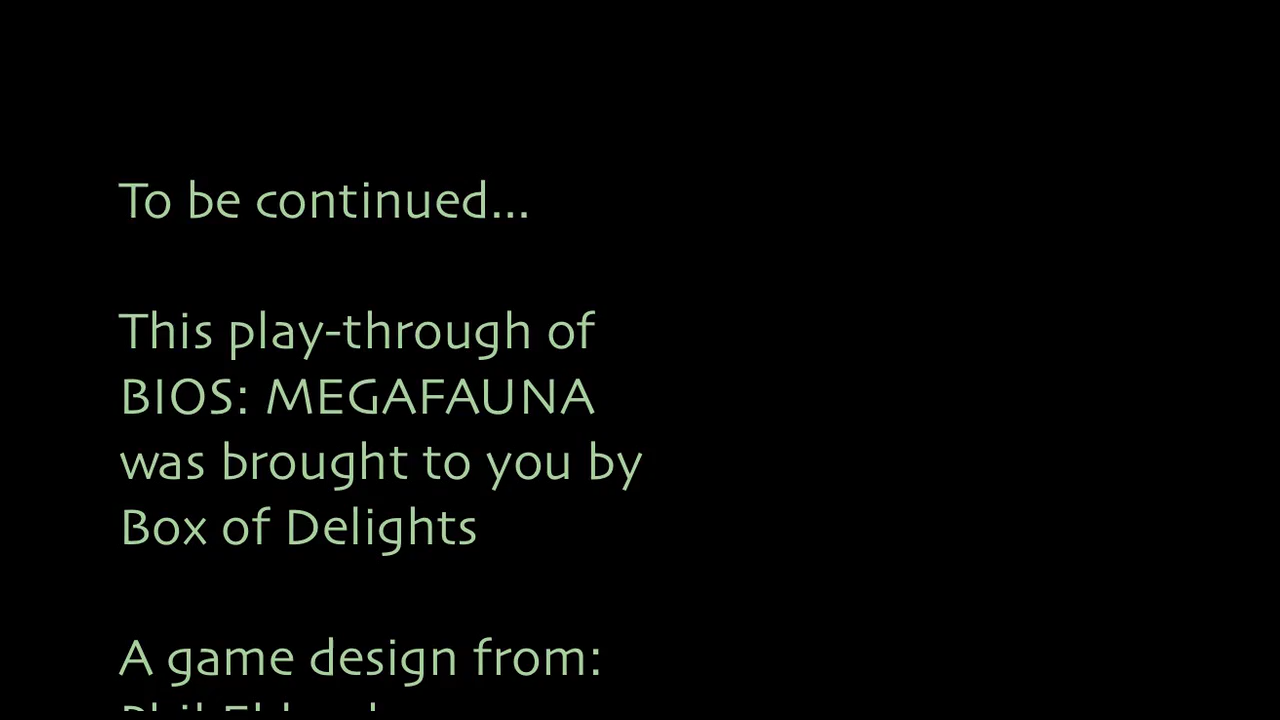 To be continued...
This play-through of
BIOS: MEGAFAUNA
was brought to you by
Box of Delights
A game design from: